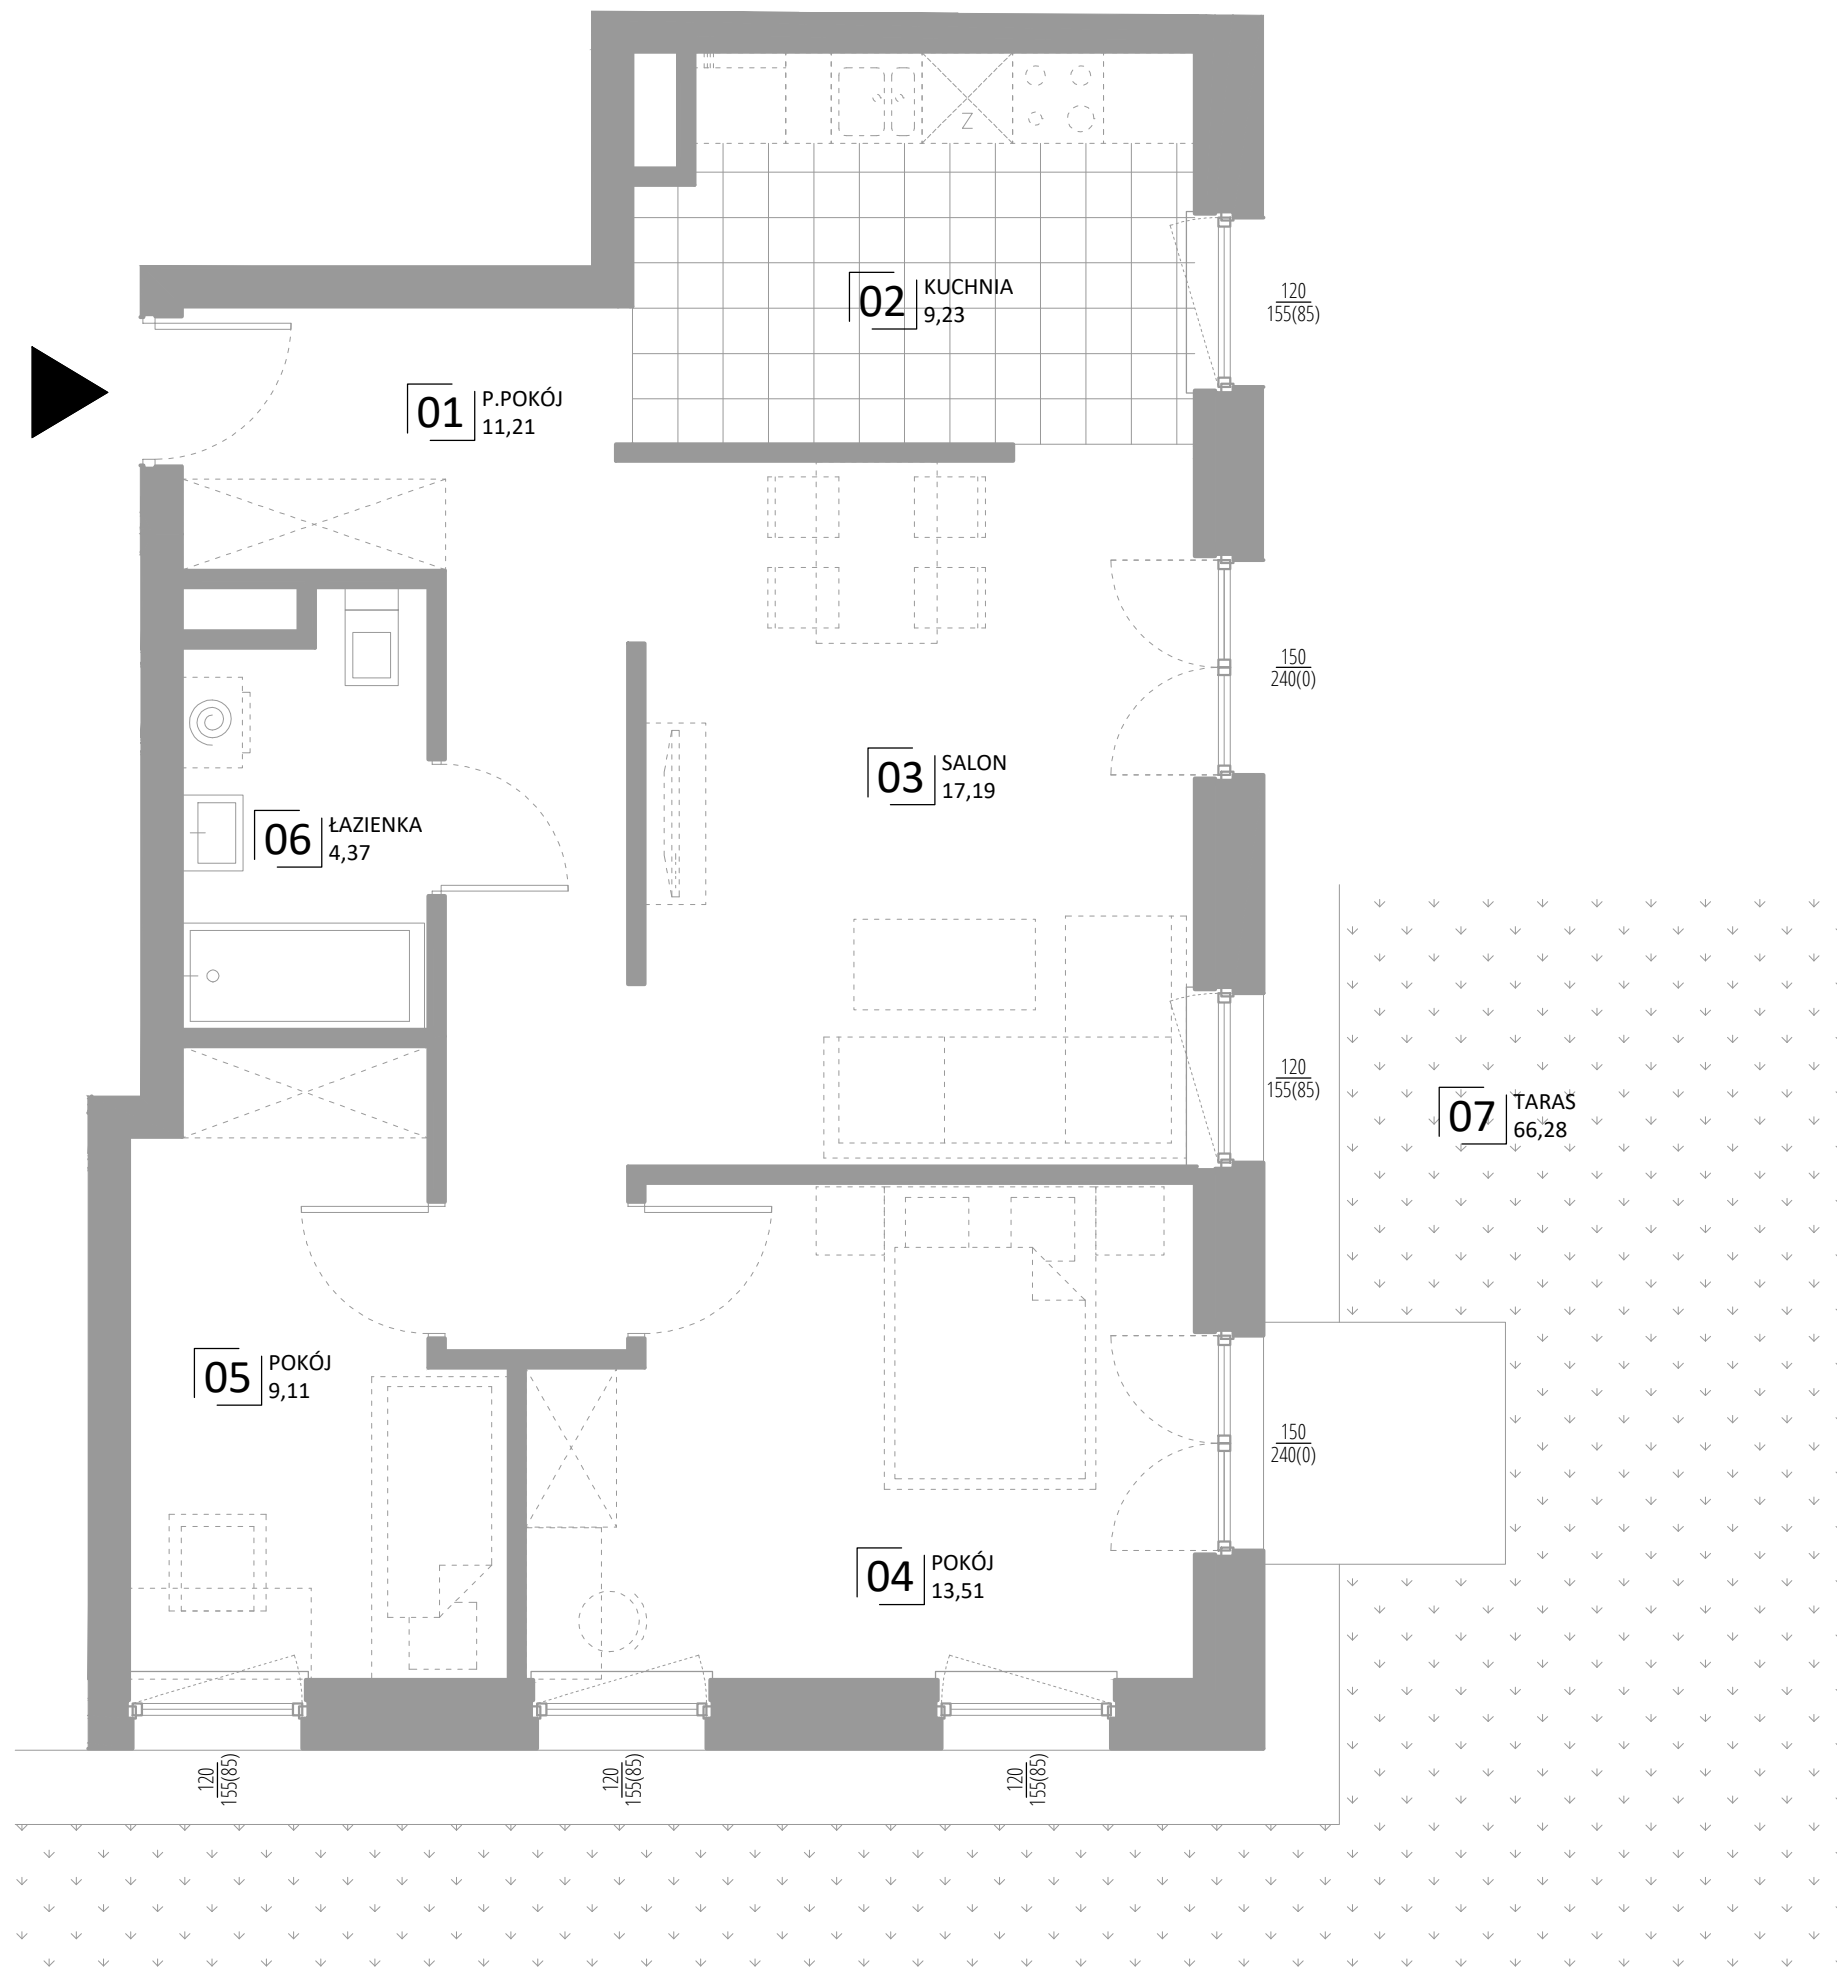 Z
02 KUCHNIA
9,23
120
155(85)
01 P.POKÓJ
11,21
150
240(0)
03 SALON
17,19
06 ŁAZIENKA
4,37
120
155(85)
07 TARAS
66,28
05 POKÓJ
9,11
150
240(0)
04 POKÓJ
13,51
120
155(85)
120
155(85)
120
155(85)